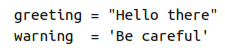 greeting = "Hello there"
warning  = 'Be careful'